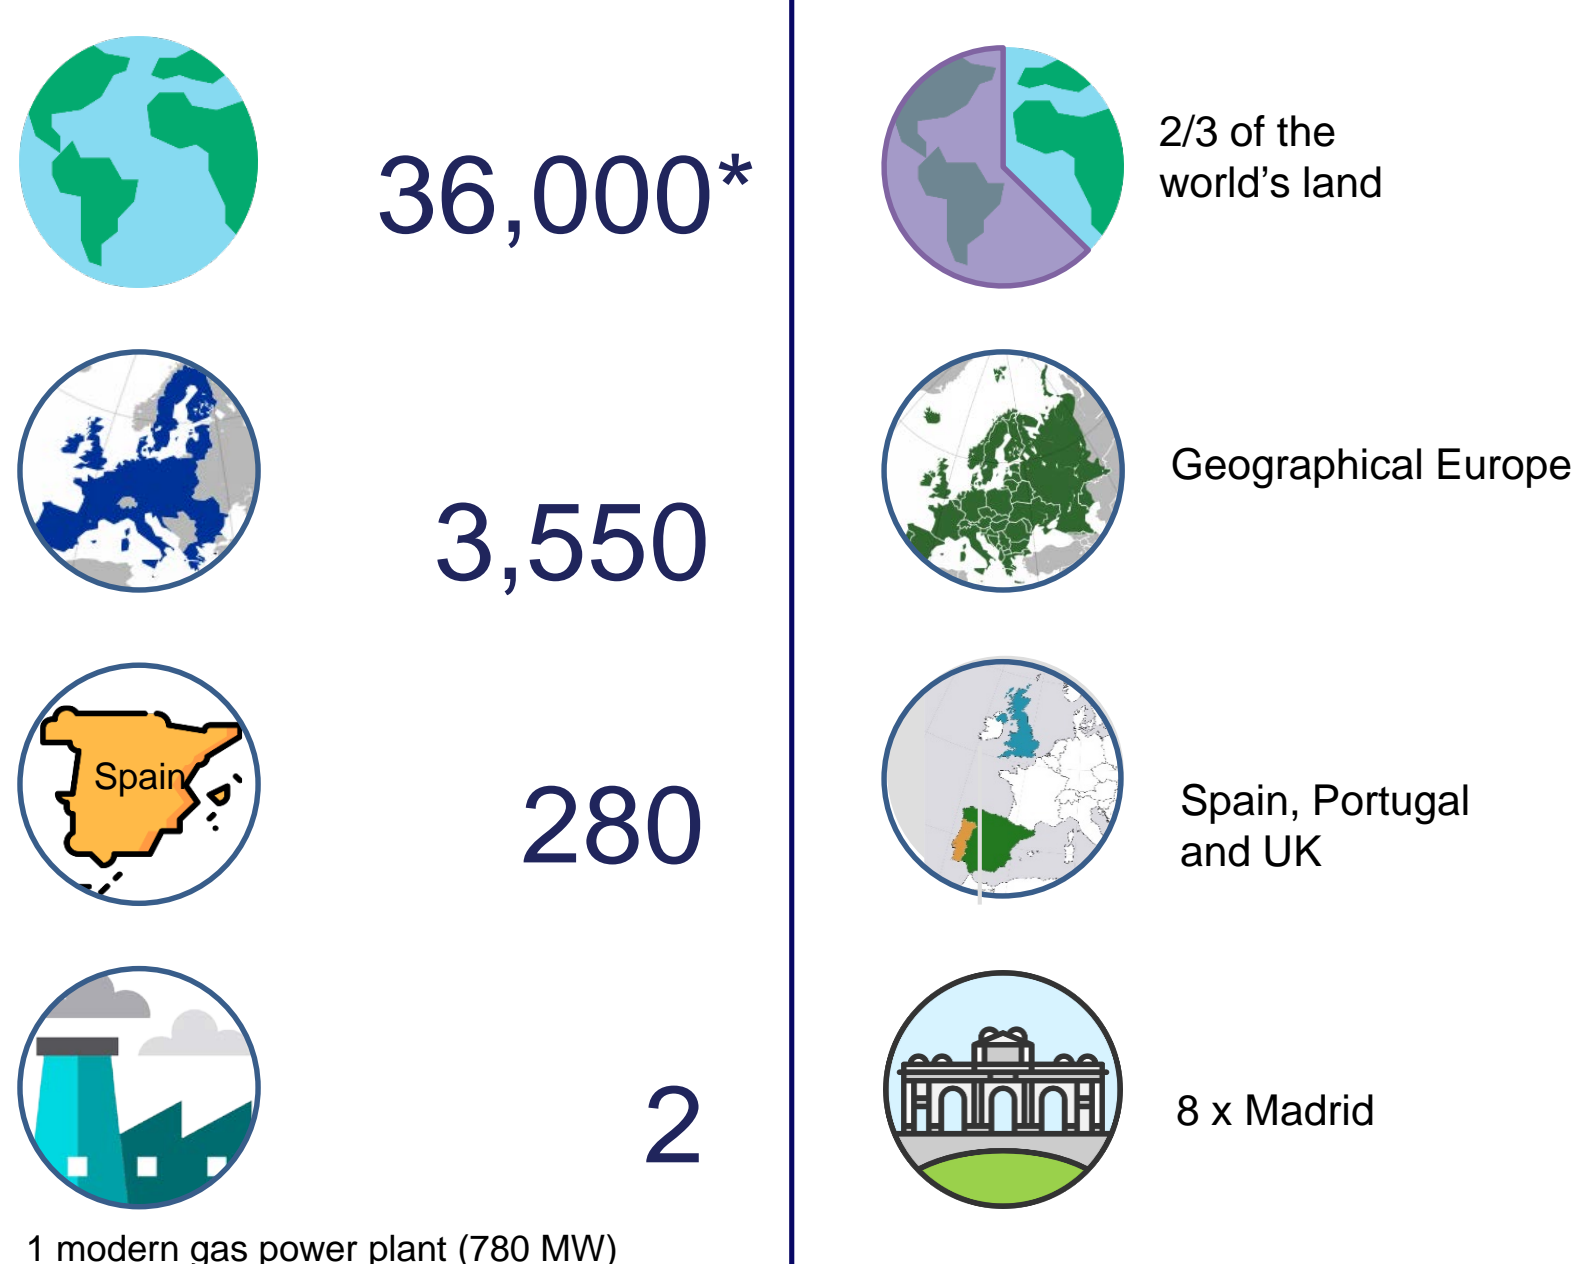 36,000*
2/3 of the
world's land
3,550
Geographical Europe
Spain
280
Spain, Portugal
and UK
2
8 x Madrid
1 modern gas power plant (780 MW)